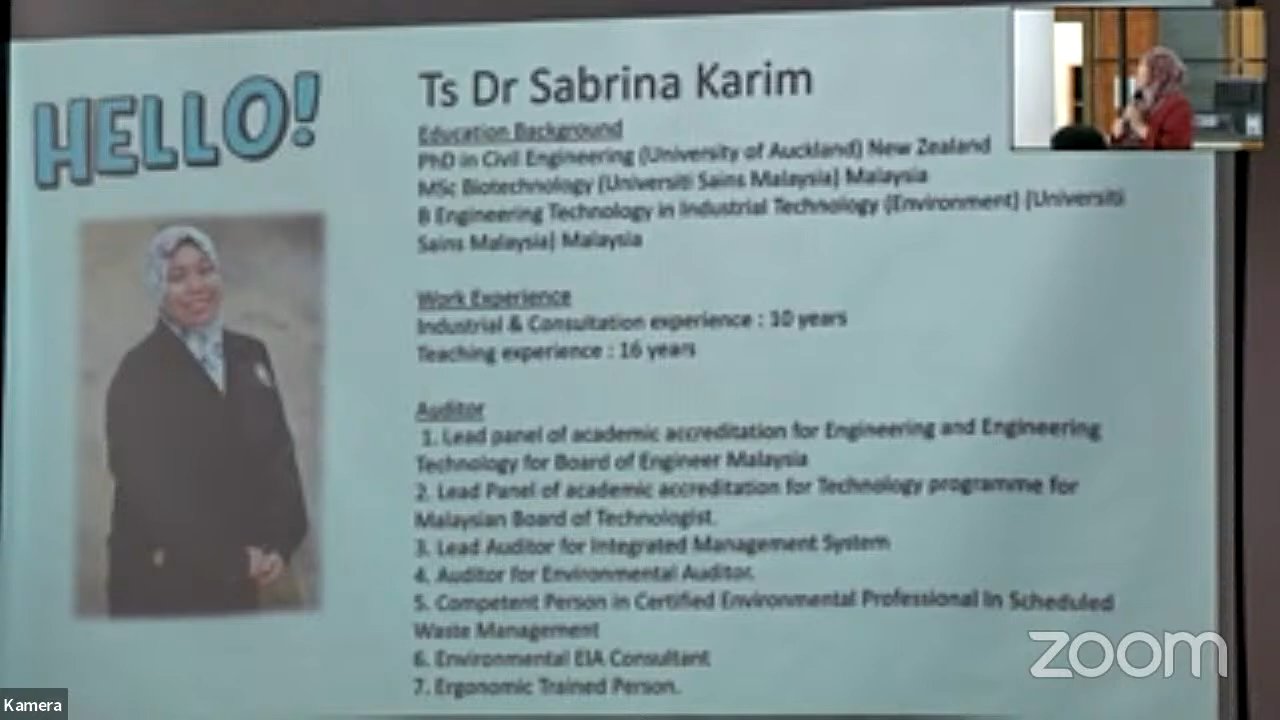 HELLO!
Ts Dr Sabrina Karim
Education Background
PhD in Civil Engineering (University of Auckland) New Zealand
MSc Biotechnology (Universiti Sains Malaysia) Malaysia
B Engineering Technology in Industrial Technology (Environment) (Universiti
Sains Malaysia) Malaysia
Work Experience
Industrial & Consultation experience : 10 years
Teaching experience : 16 years
Auditor
1. Lead panel of academic accreditation for Engineering and Engineering
Technology for Board of Engineer Malaysia
2. Lead Panel of academic accreditation for Technology programme for
Malaysian Board of Technologist.
3. Lead Auditor for Integrated Management System
4. Auditor for Environmental Auditor.
5. Competent Person in Certified Environmental Professional In Scheduled
Waste Management
6. Environmental EIA Consultant
7. Ergonomic Trained Person.
zoom
Kamera